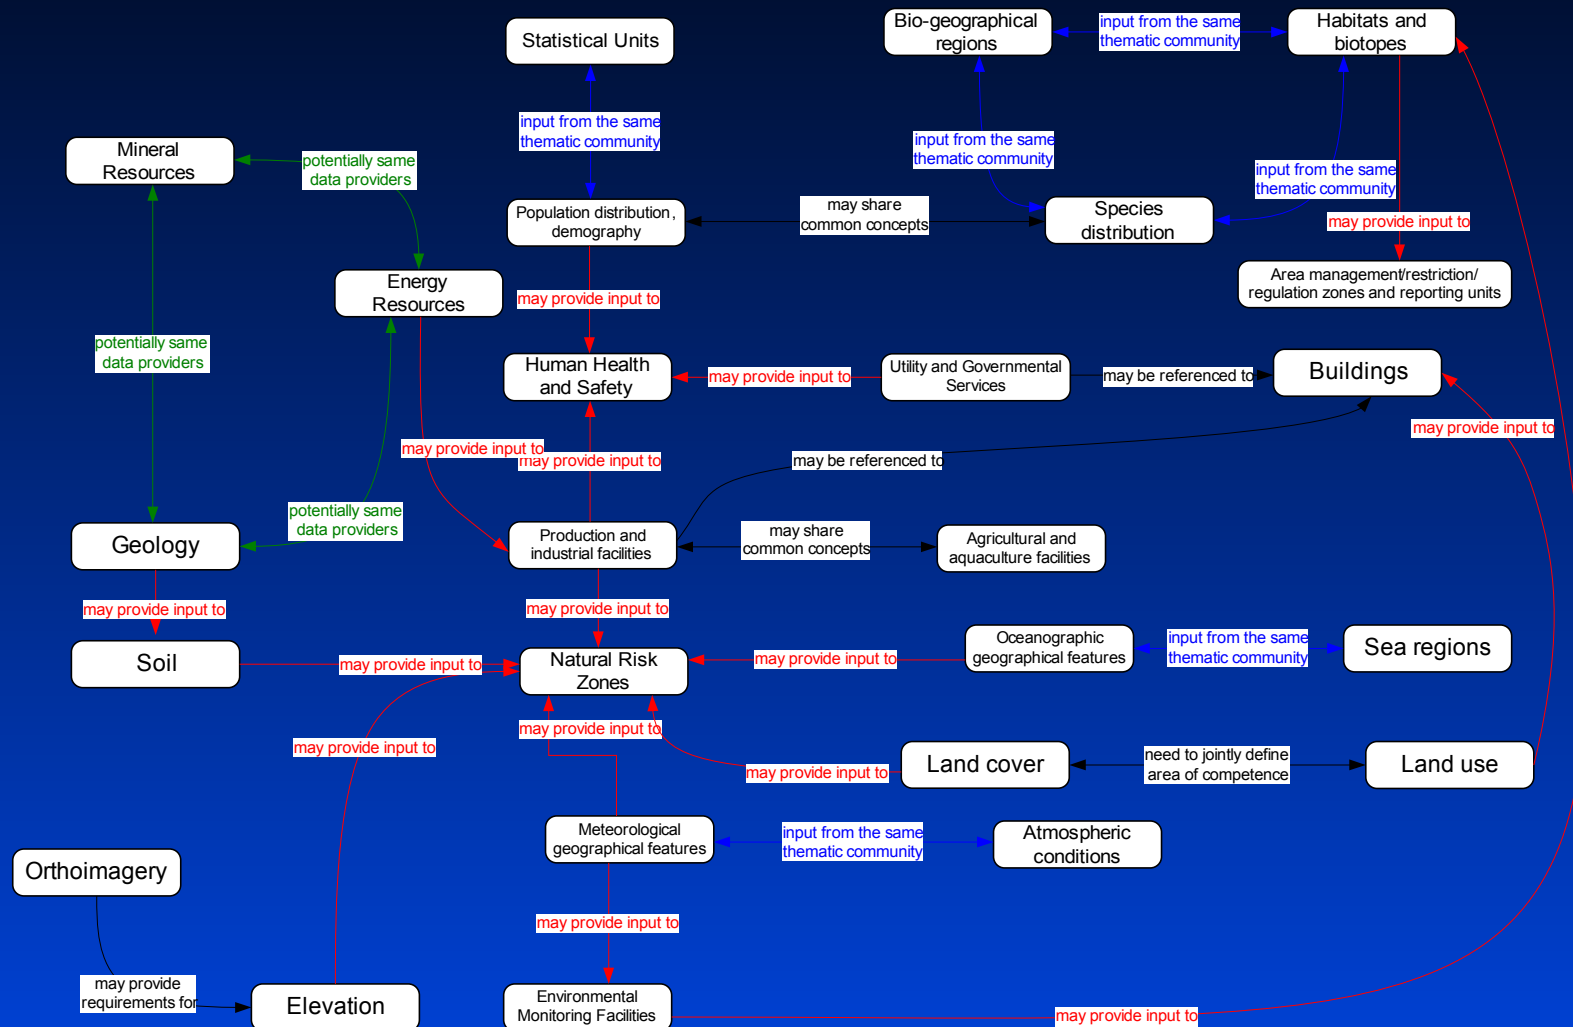 Statistical Units
Bio-geographical
regions
input from the same
thematic community
Habitats and
biotopes
input from the same
thematic community
Mineral
Resources
potentially same
data providers
input from the same
thematic community
input from the same
thematic community
Population distribution,
demography
may share
common concepts
Species
distribution
may provide input to
Energy
Resources
may provide input to
Area management/restriction/
regulation zones and reporting units
potentially same
data providers
Human Health
and Safety
may provide input to
Utility and Governmental
Services
may be referenced to
Buildings
may provide input to
may provide input to
may provide input to
may be referenced to
potentially same
data providers
Geology
Production and
industrial facilities
may share
common concepts
Agricultural and
aquaculture facilities
may provide input to
may provide input to
Soil
may provide input to
Natural Risk
Zones
may provide input to
Oceanographic
geographical features
input from the same
thematic community
Sea regions
may provide input to
may provide input to
may provide input to
Land cover
need to jointly define
area of competence
Land use
Meteorological
geographical features
input from the same
thematic community
Atmospheric
conditions
Orthoimagery
may provide input to
may provide
requirements for
Elevation
Environmental
Monitoring Facilities
may provide input to